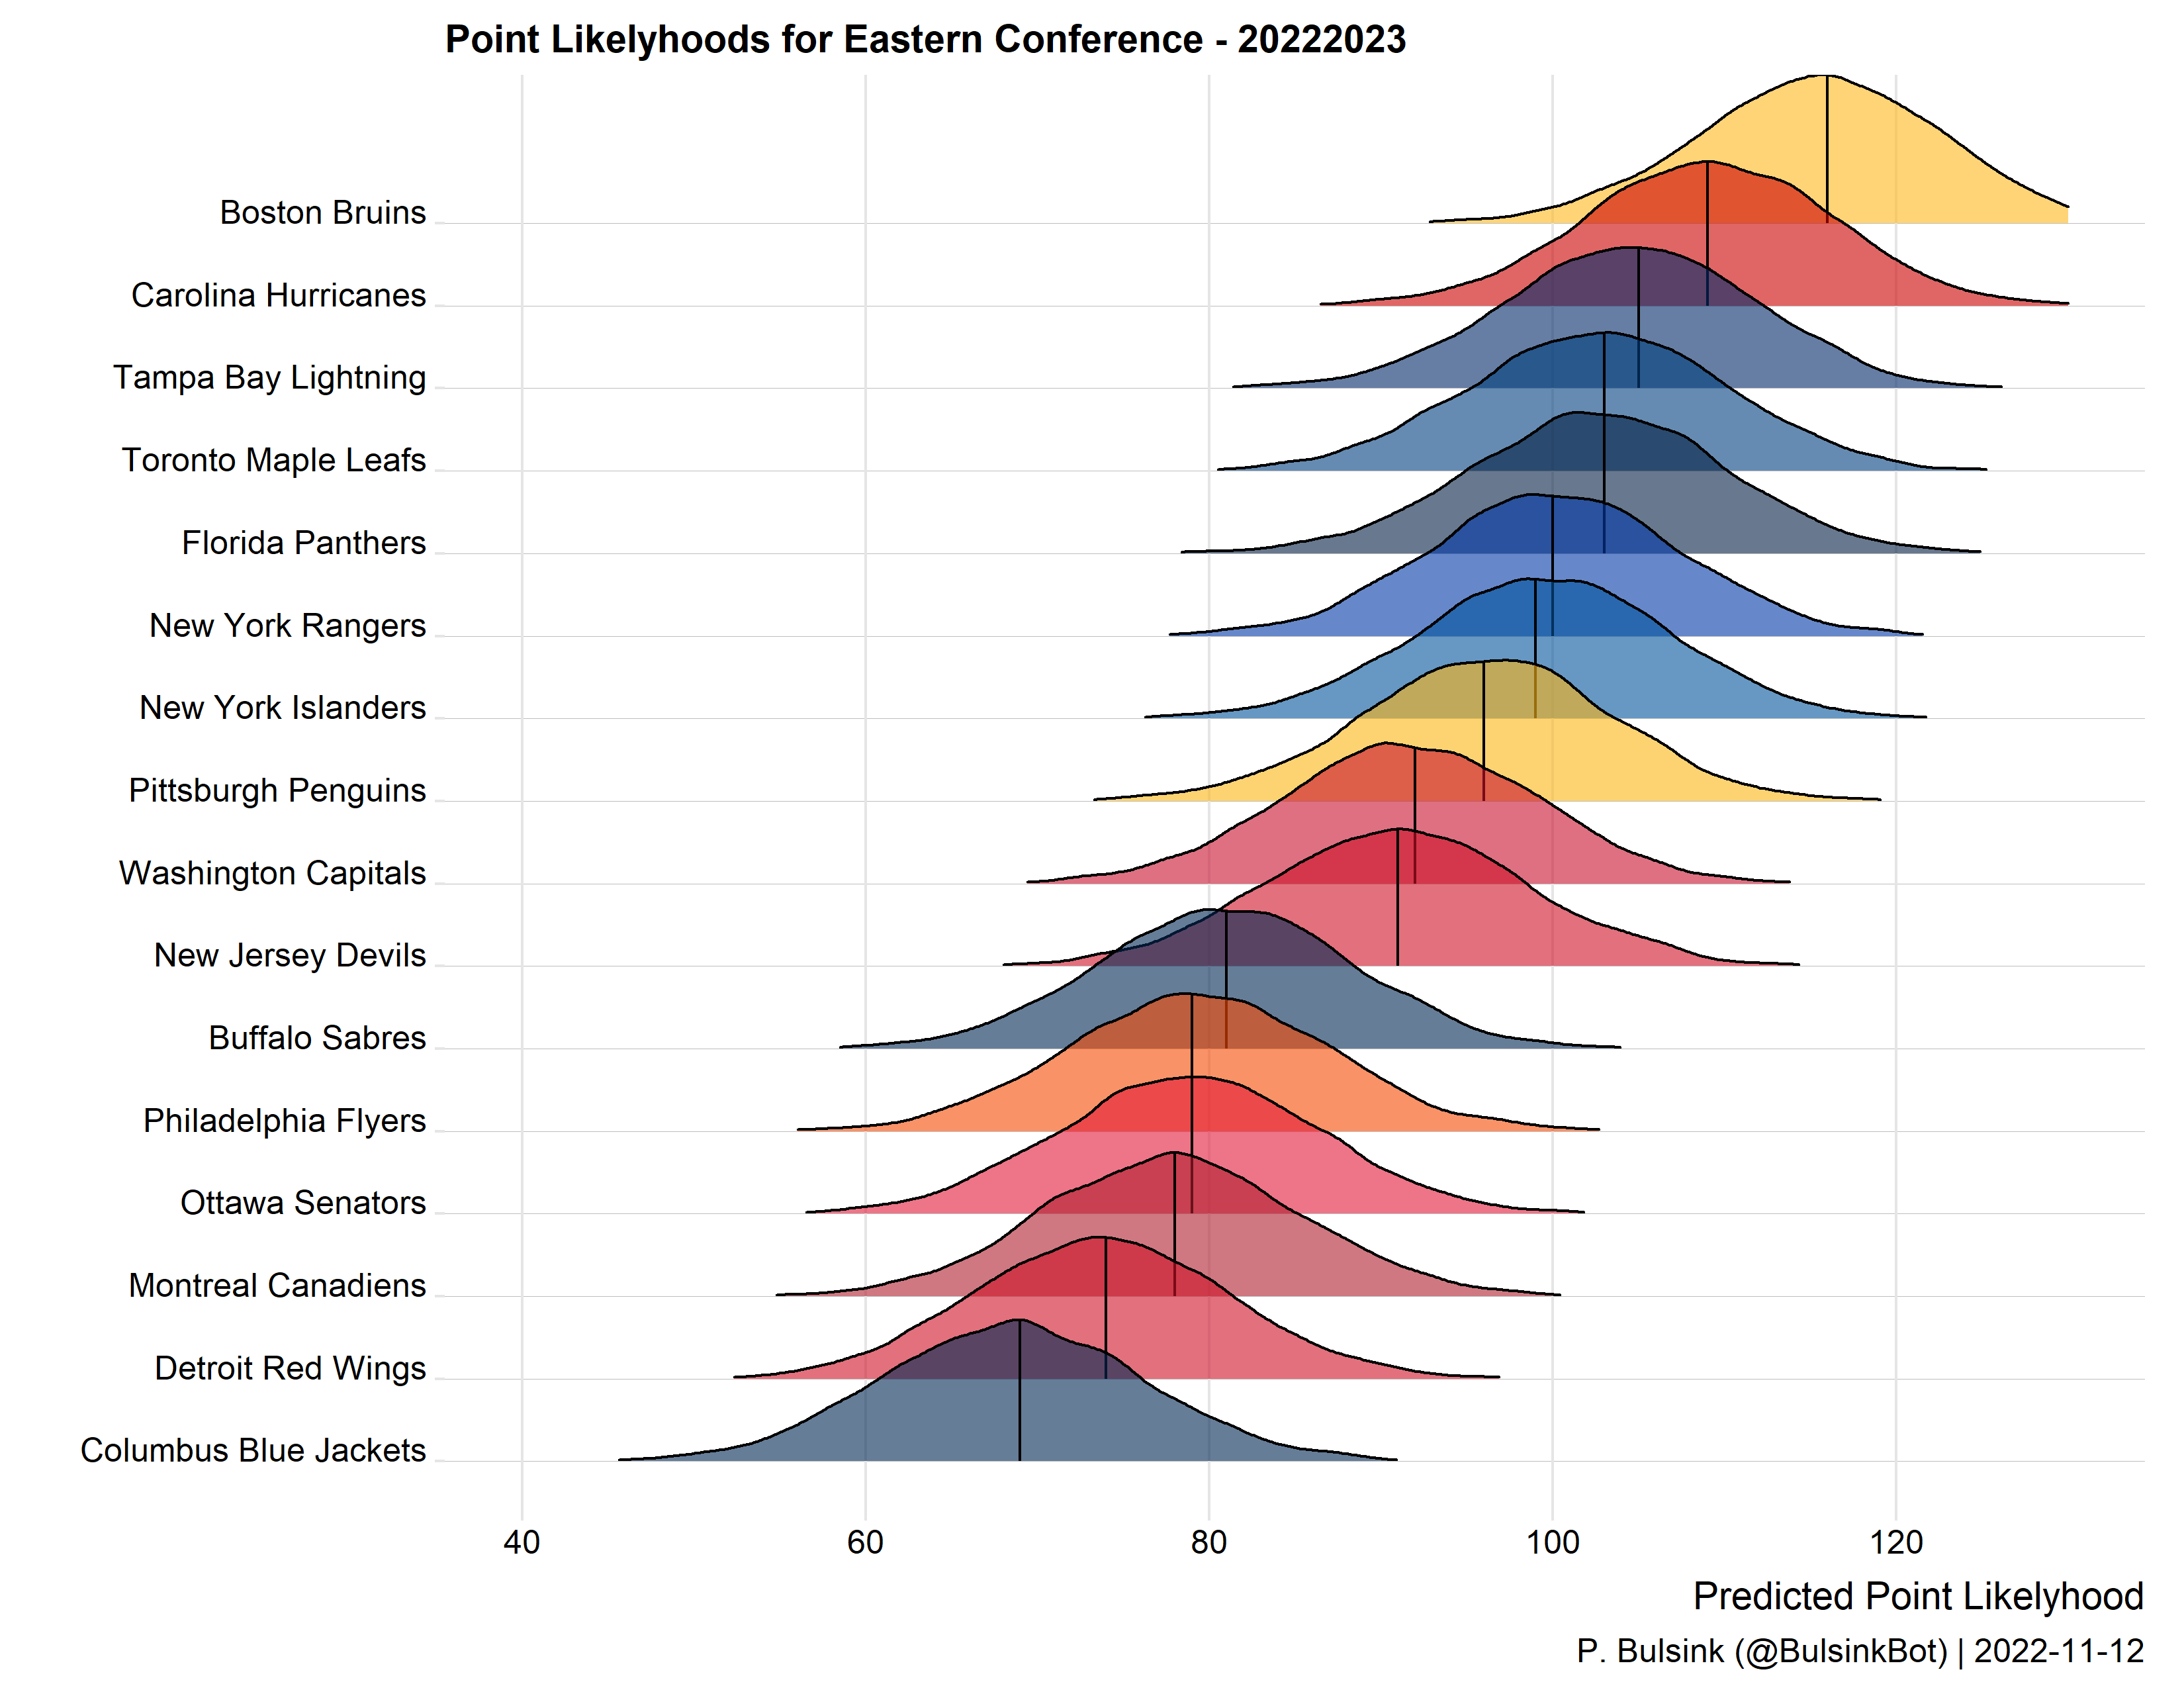 Point Likelyhoods for Eastern Conference - 20222023
Boston Bruins
Carolina Hurricanes
Tampa Bay Lightning
Toronto Maple Leafs
Florida Panthers
New York Rangers
New York Islanders
Pittsburgh Penguins
Washington Capitals
New Jersey Devils
Buffalo Sabres
Philadelphia Flyers
Ottawa Senators
Montreal Canadiens
Detroit Red Wings
Columbus Blue Jackets
40 60 80 100 120
Predicted Point Likelyhood
P. Bulsink (@BulsinkBot) | 2022-11-12